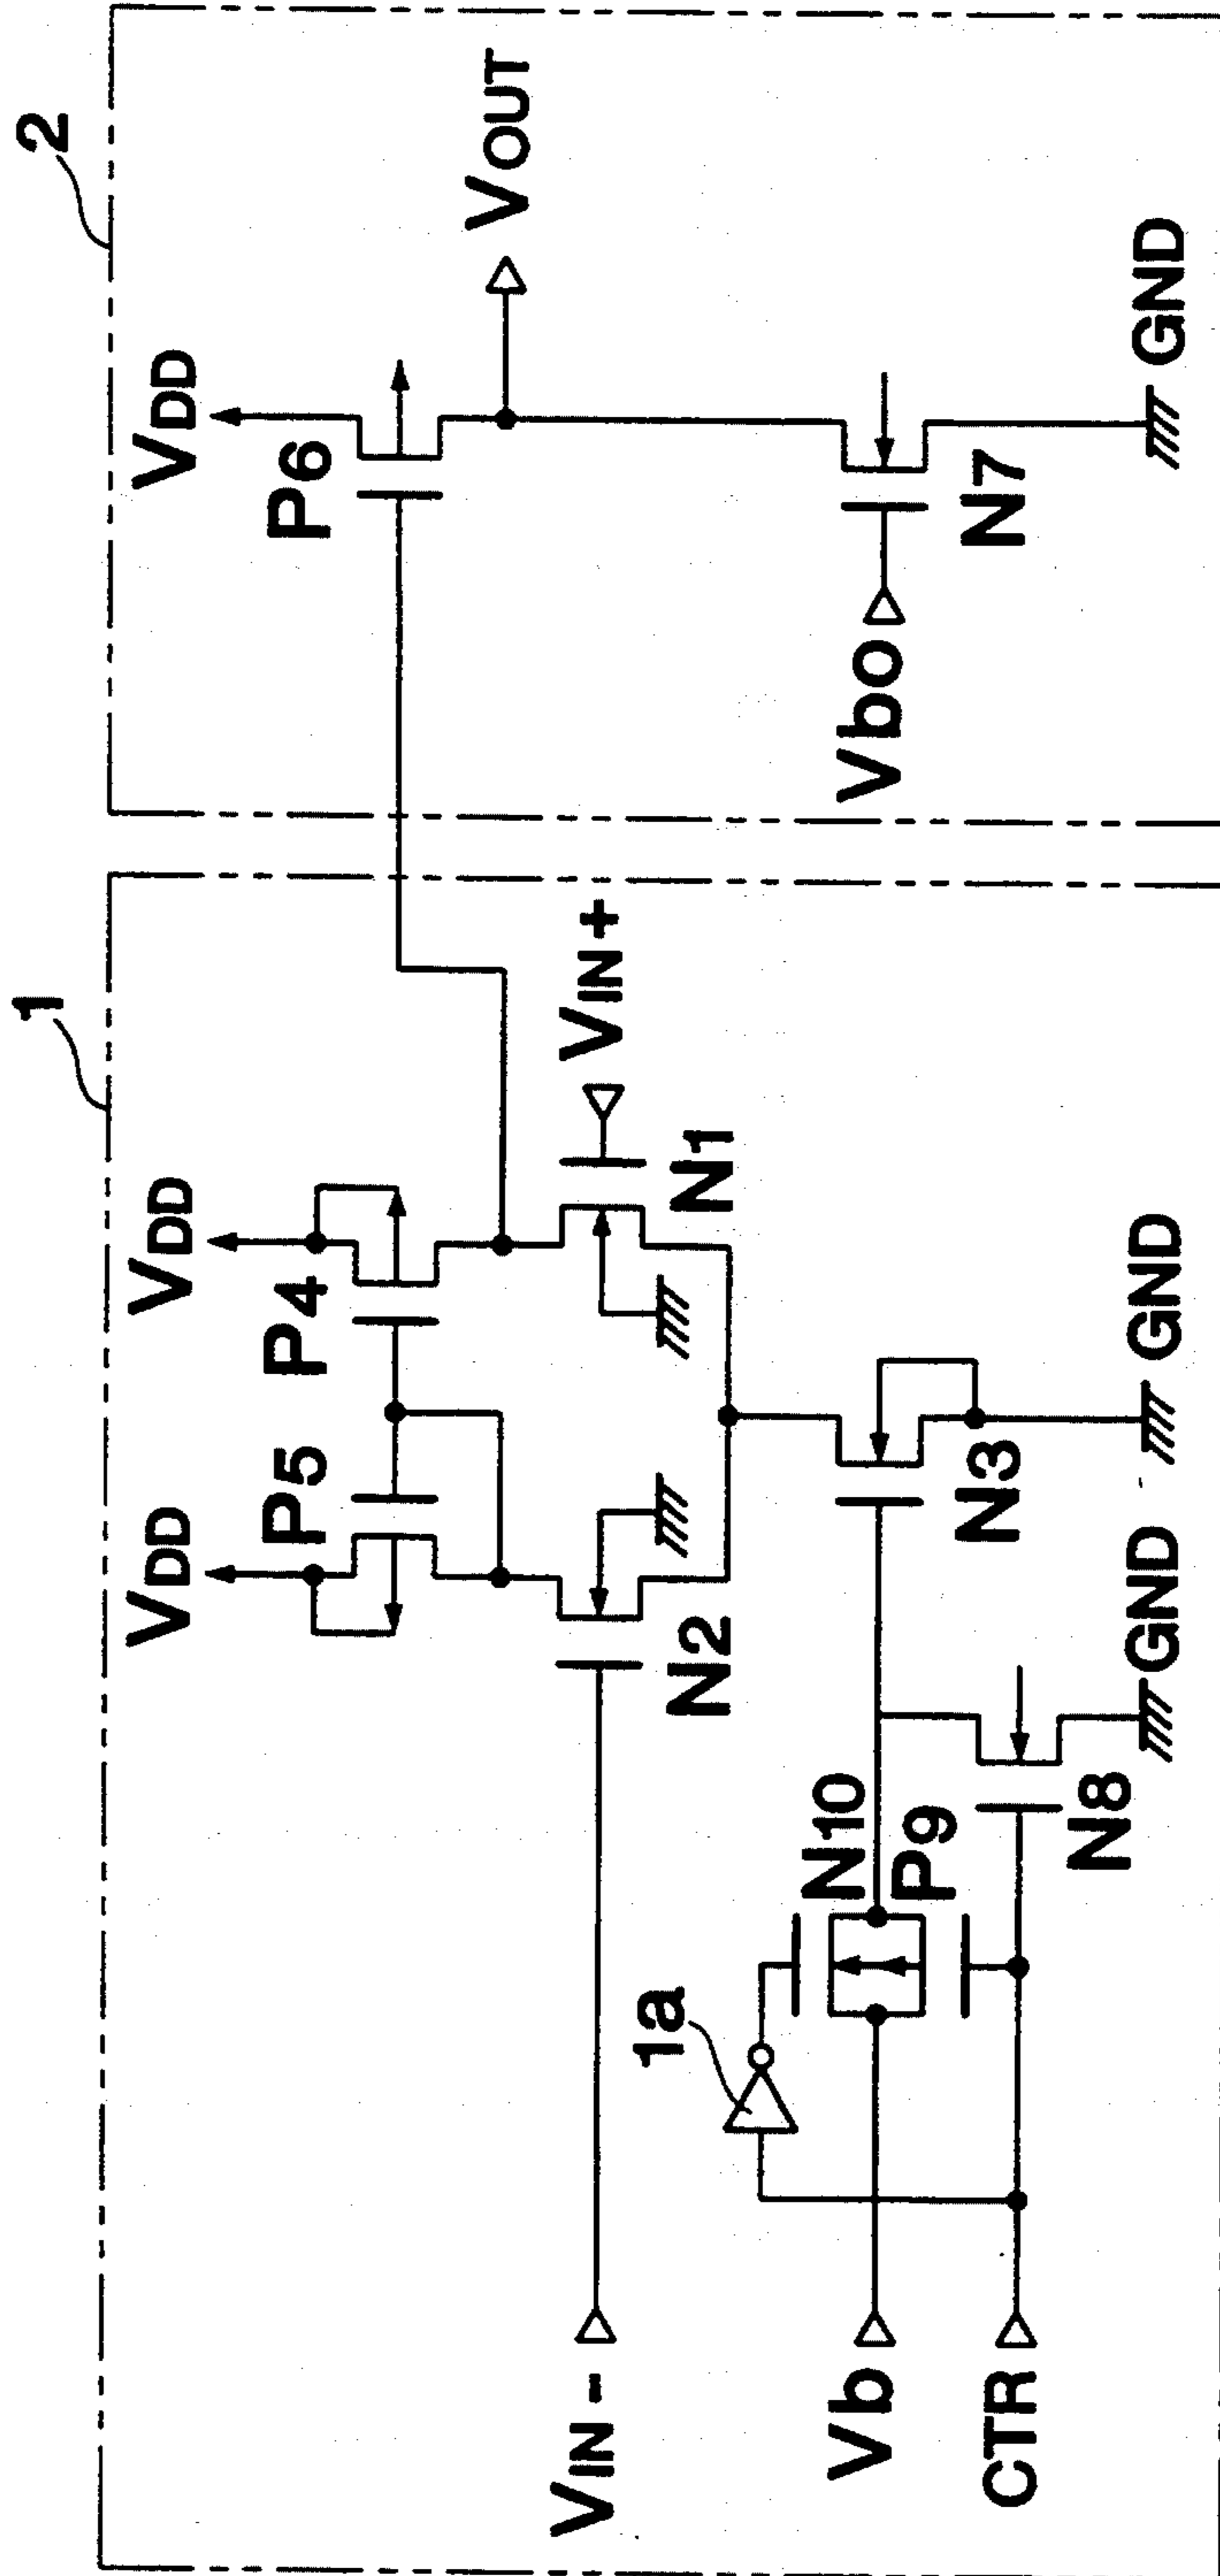 1
2
VDD
VDD
VDD
P5
P4
P6
VOUT
VIN -
N2
N1
VIN+
1a
N10
P9
Vb
N3
Vbo
N7
CTR
N8
GND
GND
GND